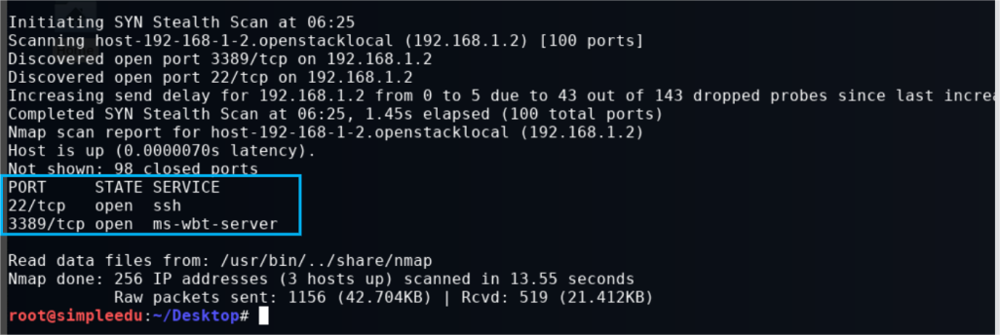 Initiating SYN Stealth Scan at 06:25
Scanning host-192-168-1-2.openstacklocal (192.168.1.2) [100 ports]
Discovered open port 3389/tcp on 192.168.1.2
Discovered open port 22/tcp on 192.168.1.2
Increasing send delay for 192.168.1.2 from 0 to 5 due to 43 out of 143 dropped probes since last increa
Completed SYN Stealth Scan at 06:25, 1.45s elapsed (100 total ports)
Nmap scan report for host-192-168-1-2.openstacklocal (192.168.1.2)
Host is up (0.0000070s latency).
Not shown: 98 closed ports
PORT     STATE SERVICE
22/tcp   open  ssh
3389/tcp open  ms-wbt-server
Read data files from: /usr/bin/../share/nmap
Nmap done: 256 IP addresses (3 hosts up) scanned in 13.55 seconds
           Raw packets sent: 1156 (42.704KB) | Rcvd: 519 (21.412KB)
root@simpleedu:~/Desktop#